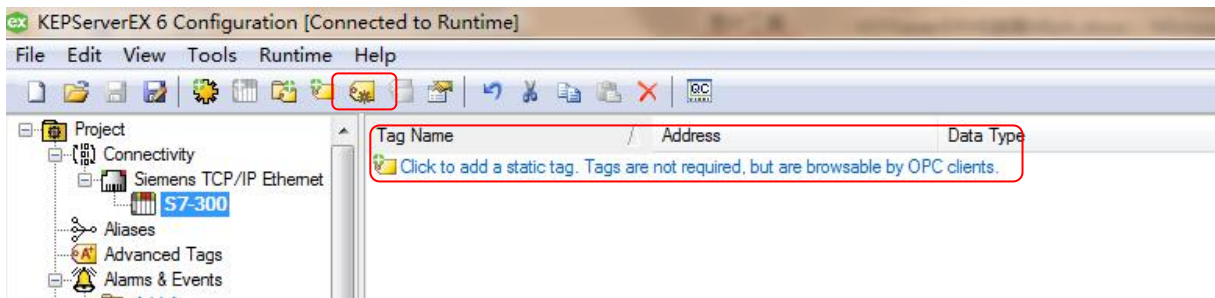 KEPServerEX 6 Configuration [Connected to Runtime]
File Edit View Tools Runtime Help
QC
Project
Tag Name / Address Data Type
Connectivity
Click to add a static tag. Tags are not required, but are browsable by OPC clients.
Siemens TCP/IP Ethernet
S7-300
Aliases
Advanced Tags
Alarms & Events